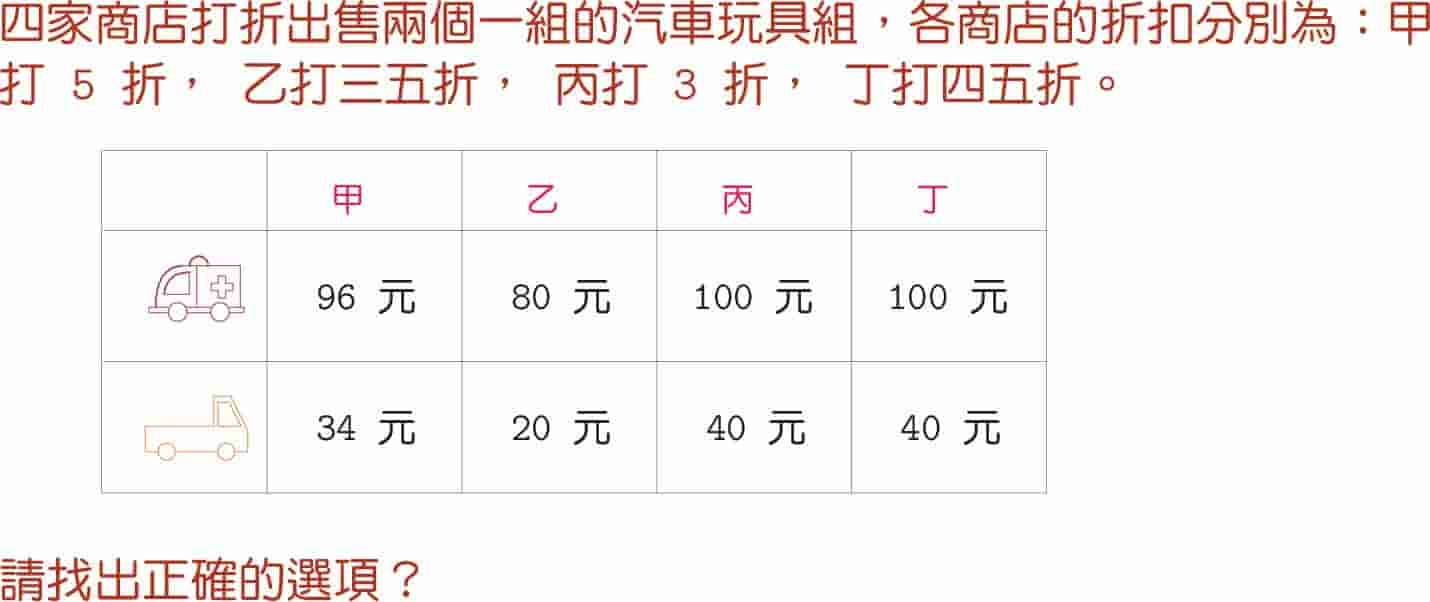 四家商店打折出售兩個一組的汽車玩具組，各商店的折扣分別為：甲
打 5 折， 乙打三五折， 丙打 3 折， 丁打四五折。
甲 乙 丙 丁
96 元 80 元 100 元 100 元
34 元 20 元 40 元 40 元
請找出正確的選項？